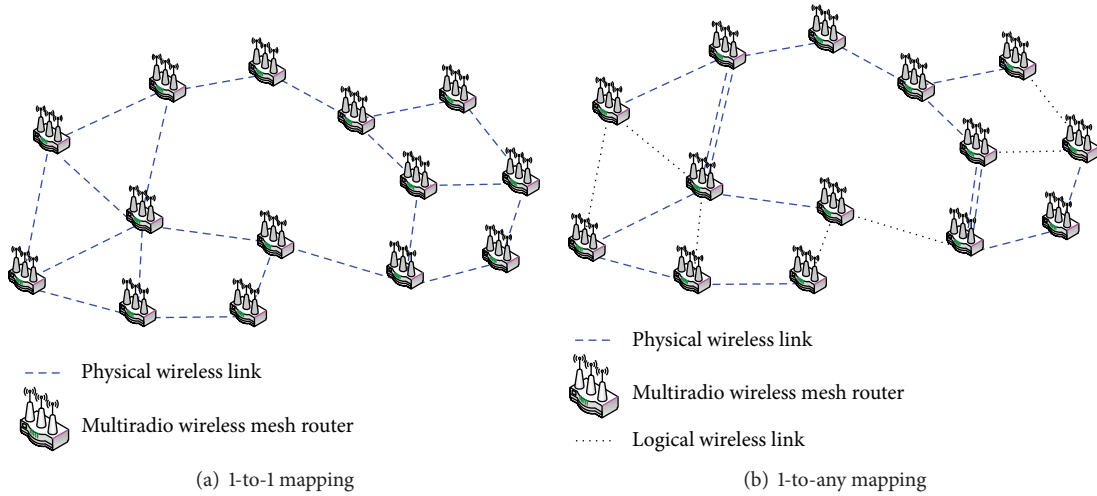 Physical wireless link
Multiradio wireless mesh router
(a) 1-to-1 mapping
Physical wireless link
Multiradio wireless mesh router
Logical wireless link
(b) 1-to-any mapping